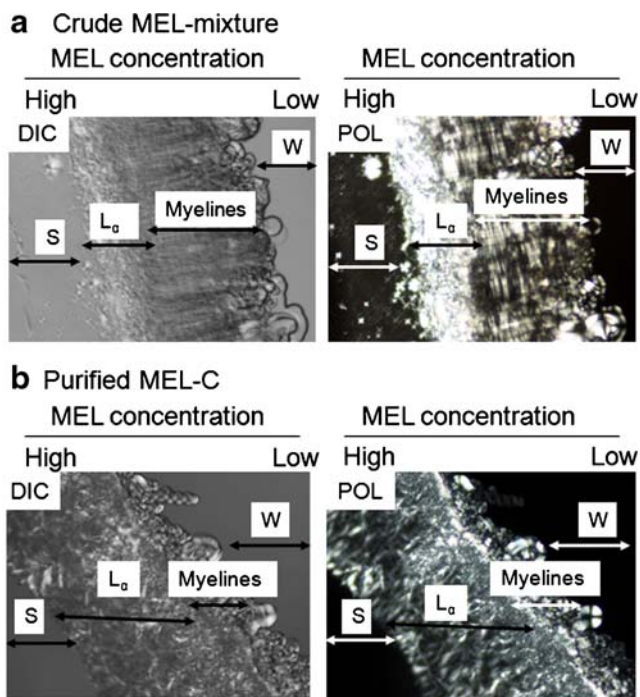 a Crude MEL-mixture
MEL concentration
High Low
DIC
W
Myelines
Lα
S
MEL concentration
High Low
POL
W
Myelines
Lα
S
b Purified MEL-C
MEL concentration
High Low
DIC
W
Lα
Myelines
S
MEL concentration
High Low
POL
W
Myelines
Lα
S